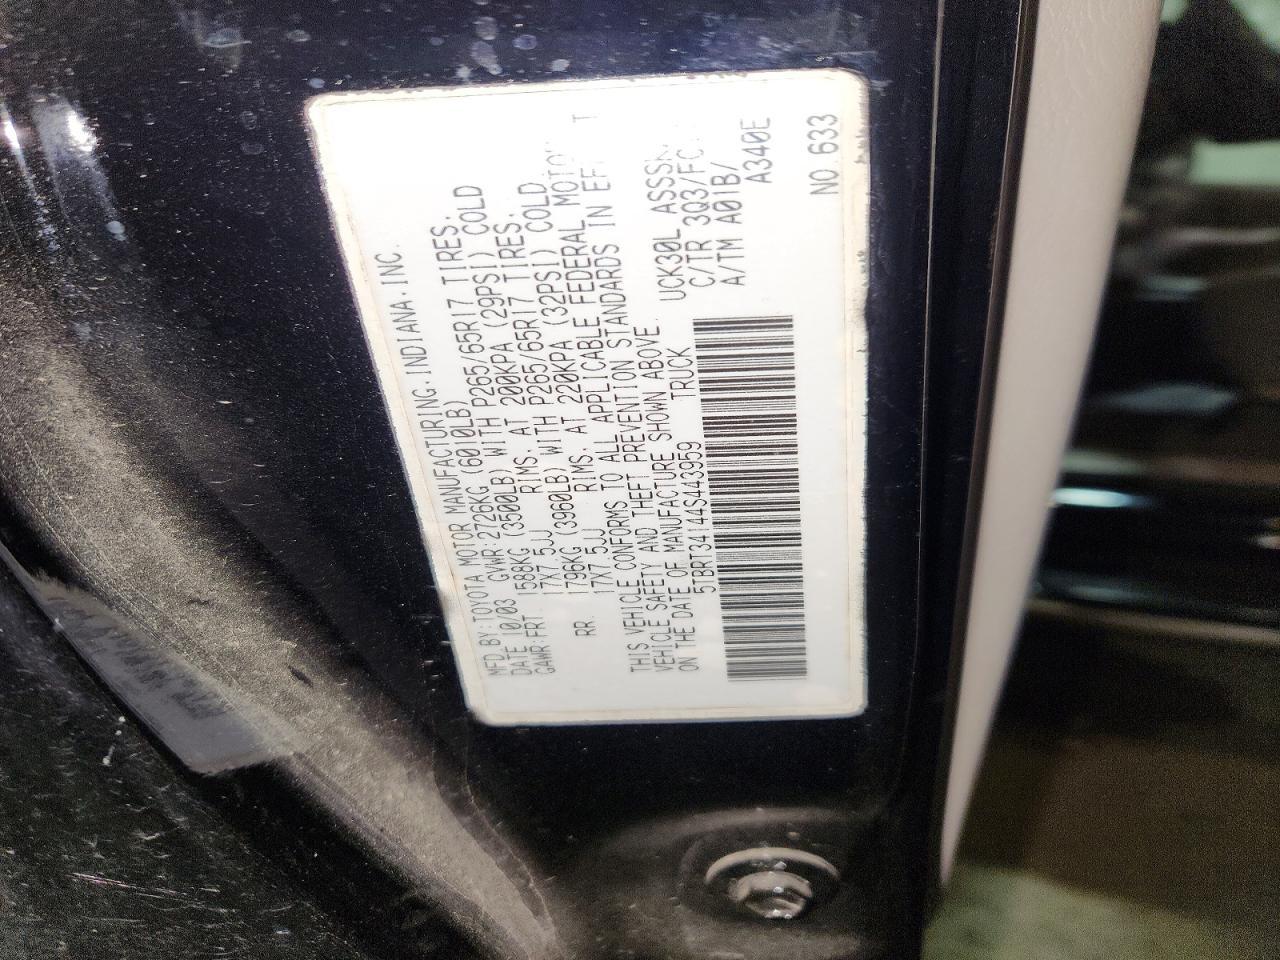 MFD. BY: TOYOTA MOTOR MANUFACTURING. INDIANA. INC.
DATE 10/03 GVWR: 2726KG (6010LB)
GAWR: FRT. 1588KG (3500LB) WITH P265/65R17 TIRES.
17X7.5JJ RIMS. AT 200KPA (29PSI) COLD
RR. 1796KG (3960LB) WITH P265/65R17 TIRES.
17X7.5JJ RIMS. AT 220KPA (32PSI) COLD.
THIS VEHICLE CONFORMS TO ALL APPLICABLE FEDERAL MOTOR
VEHICLE SAFETY AND THEFT PREVENTION STANDARDS IN
ON THE DATE OF MANUFACTURE SHOWN ABOVE.
5TBRT34144S443959 TRUCK
UCK30L
C/TR 3Q3/
A/TM A01B/
A340E
NO. 633